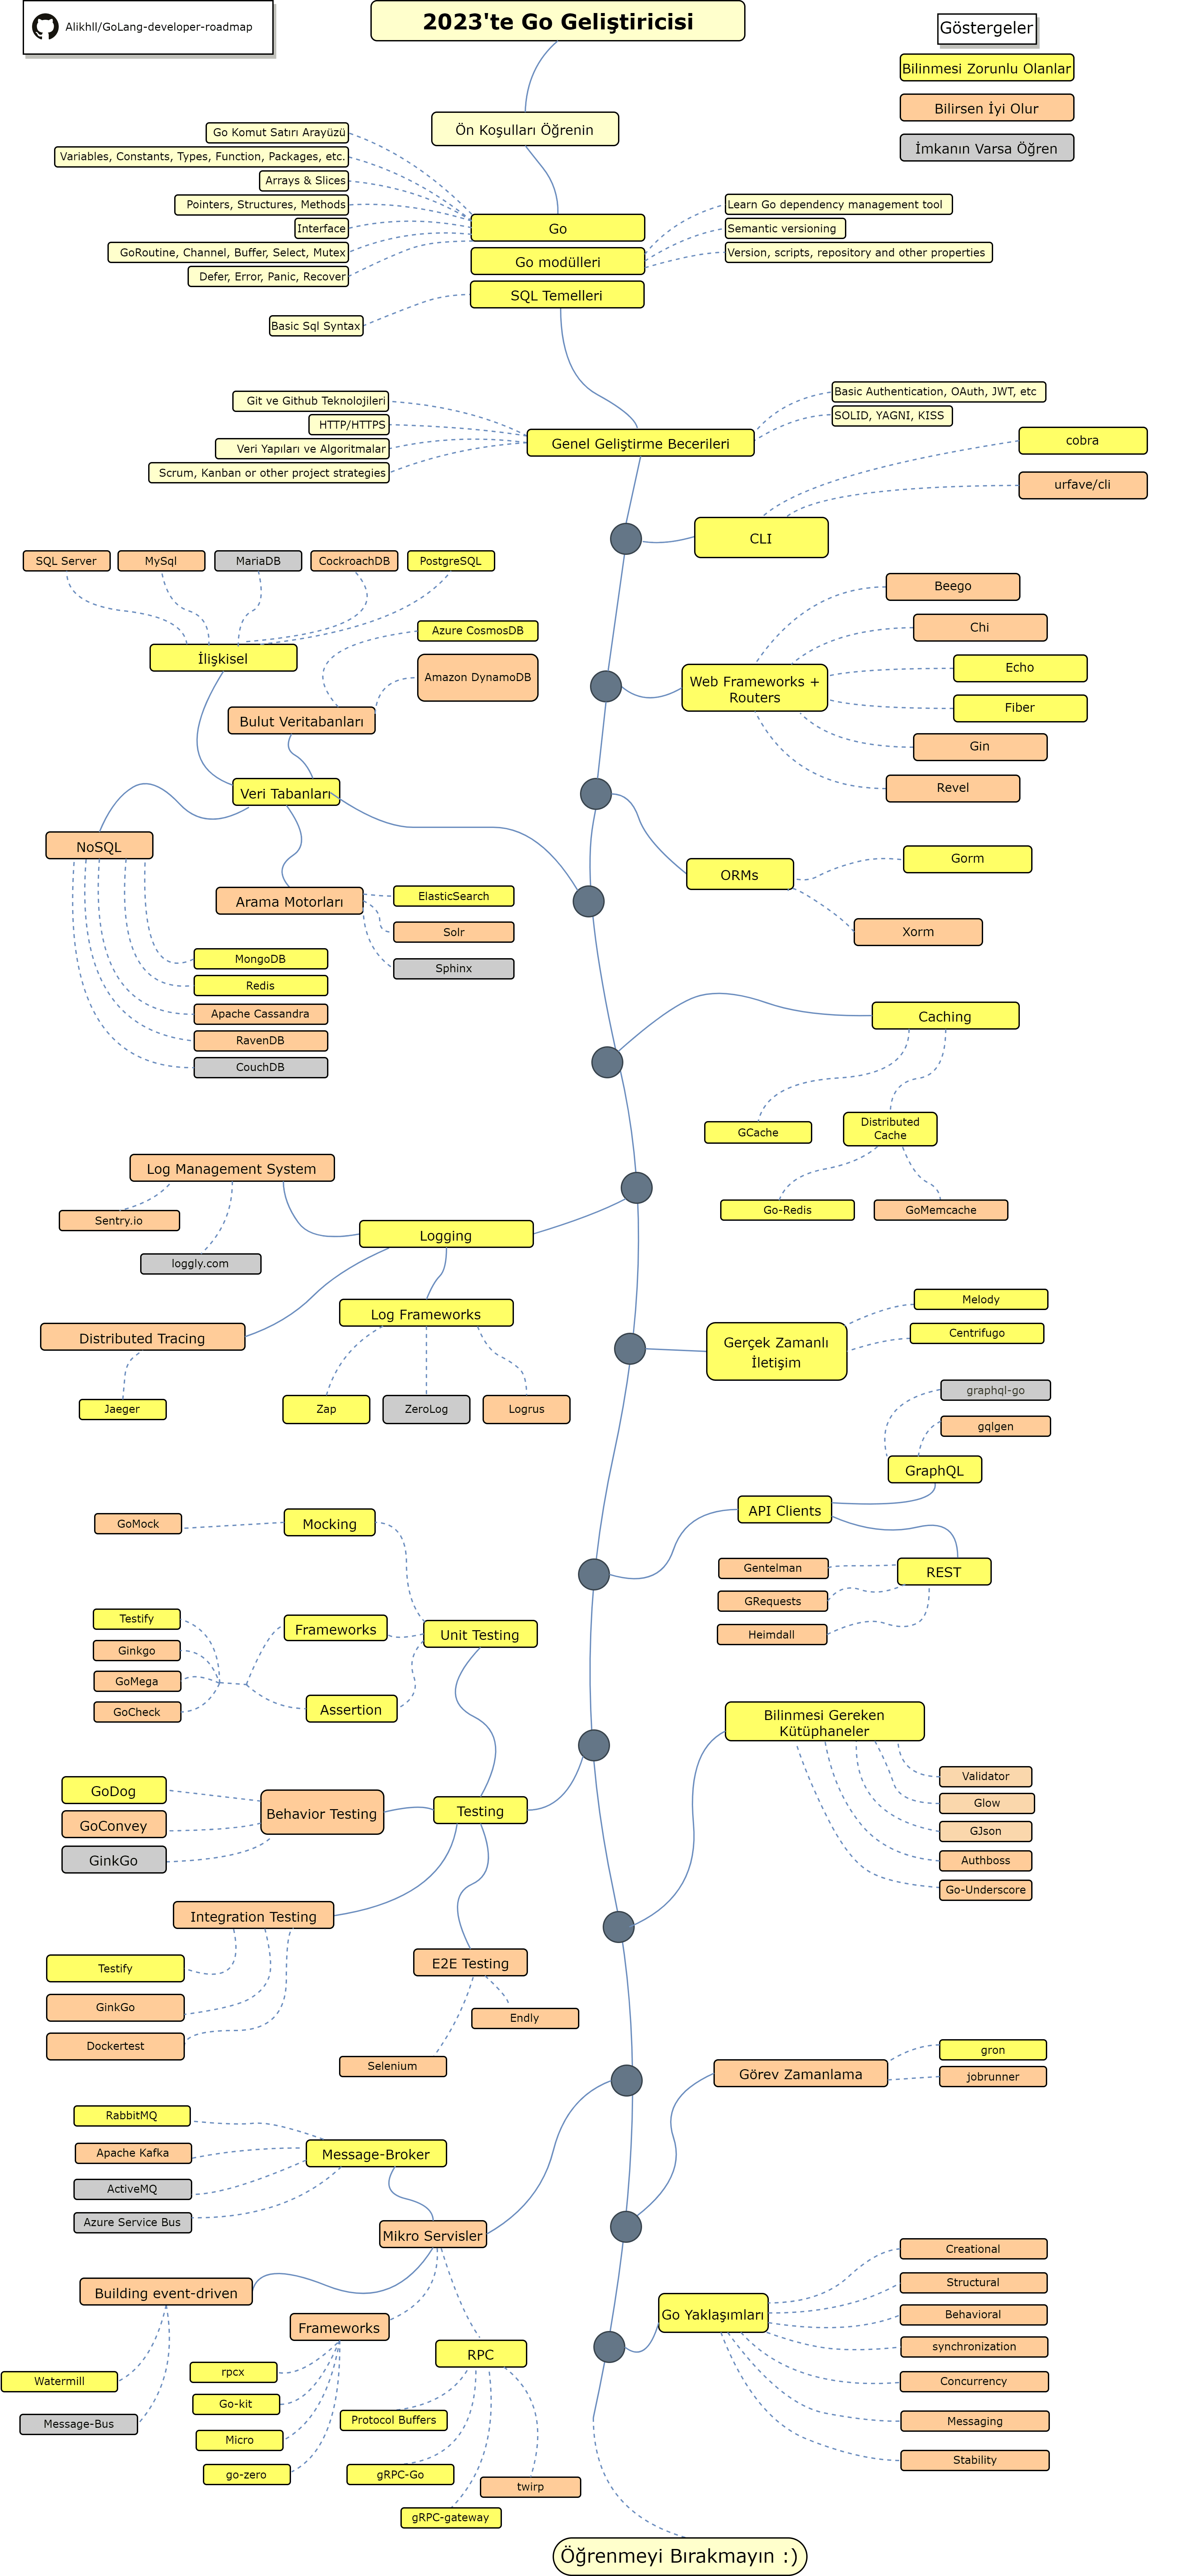 Alikhll/GoLang-developer-roadmap
2023'te Go Geliştiricisi
Göstergeler
Bilinmesi Zorunlu Olanlar
Bilirsen İyi Olur
İmkanın Varsa Öğren
Ön Koşulları Öğrenin
Go Komut Satırı Arayüzü
Variables, Constants, Types, Function, Packages, etc.
Arrays & Slices
Pointers, Structures, Methods
Interface
GoRoutine, Channel, Buffer, Select, Mutex
Defer, Error, Panic, Recover
Go
Go modülleri
SQL Temelleri
Learn Go dependency management tool
Semantic versioning
Version, scripts, repository and other properties
Basic Sql Syntax
Git ve Github Teknolojileri
HTTP/HTTPS
Veri Yapıları ve Algoritmalar
Scrum, Kanban or other project strategies
Genel Geliştirme Becerileri
Basic Authentication, OAuth, JWT, etc
SOLID, YAGNI, KISS
cobra
urfave/cli
CLI
SQL Server
MySql
MariaDB
CockroachDB
PostgreSQL
İlişkisel
Azure CosmosDB
Amazon DynamoDB
Bulut Veritabanları
Veri Tabanları
NoSQL
Arama Motorları
ElasticSearch
Solr
Sphinx
MongoDB
Redis
Apache Cassandra
RavenDB
CouchDB
Beego
Chi
Echo
Fiber
Gin
Revel
Web Frameworks +
Routers
ORMs
Gorm
Xorm
Caching
GCache
Distributed
Cache
Go-Redis
GoMemcache
Log Management System
Sentry.io
loggly.com
Logging
Log Frameworks
Distributed Tracing
Jaeger
Zap
ZeroLog
Logrus
Gerçek Zamanlı
İletişim
Melody
Centrifugo
graphql-go
gqlgen
GraphQL
API Clients
REST
Gentelman
GRequests
Heimdall
GoMock
Mocking
Testify
Ginkgo
GoMega
GoCheck
Frameworks
Assertion
Unit Testing
Bilinmesi Gereken
Kütüphaneler
Validator
Glow
GJson
Authboss
Go-Underscore
GoDog
GoConvey
GinkGo
Behavior Testing
Testing
Integration Testing
Testify
GinkGo
Dockertest
E2E Testing
Endly
Selenium
Görev Zamanlama
gron
jobrunner
RabbitMQ
Apache Kafka
ActiveMQ
Azure Service Bus
Message-Broker
Mikro Servisler
Building event-driven
Watermill
Message-Bus
Frameworks
rpcx
Go-kit
Micro
go-zero
RPC
Protocol Buffers
gRPC-Go
twirp
gRPC-gateway
Go Yaklaşımları
Creational
Structural
Behavioral
synchronization
Concurrency
Messaging
Stability
Öğrenmeyi Bırakmayın :)